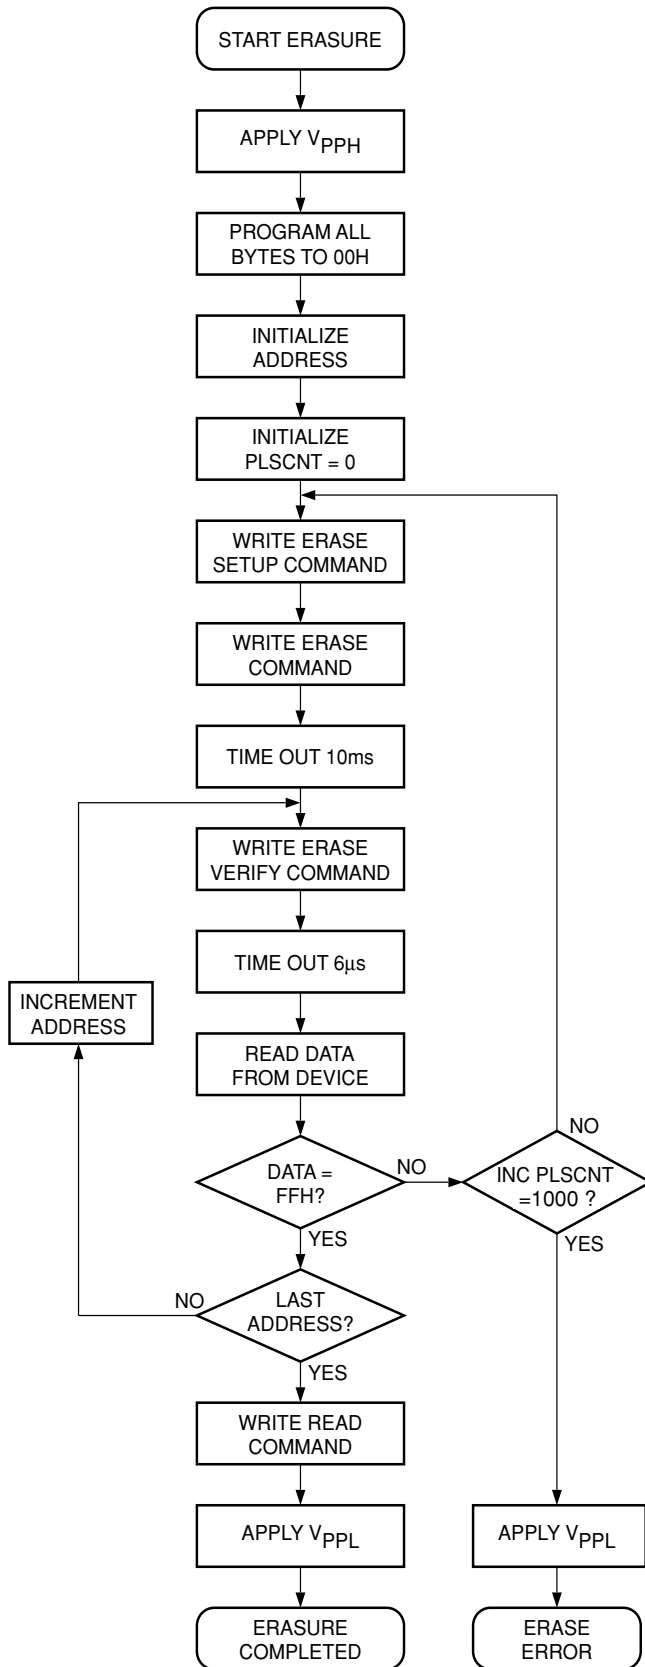 START ERASURE
APPLY VPPH
PROGRAM ALL
BYTES TO 00H
INITIALIZE
ADDRESS
INITIALIZE
PLSCNT = 0
WRITE ERASE
SETUP COMMAND
WRITE ERASE
COMMAND
TIME OUT 10ms
WRITE ERASE
VERIFY COMMAND
TIME OUT 6µs
INCREMENT
ADDRESS
READ DATA
FROM DEVICE
DATA =
FFH?
NO
INC PLSCNT
=1000 ?
NO
YES
YES
LAST
ADDRESS?
NO
YES
WRITE READ
COMMAND
APPLY VPPL
APPLY VPPL
ERASURE
COMPLETED
ERASE
ERROR